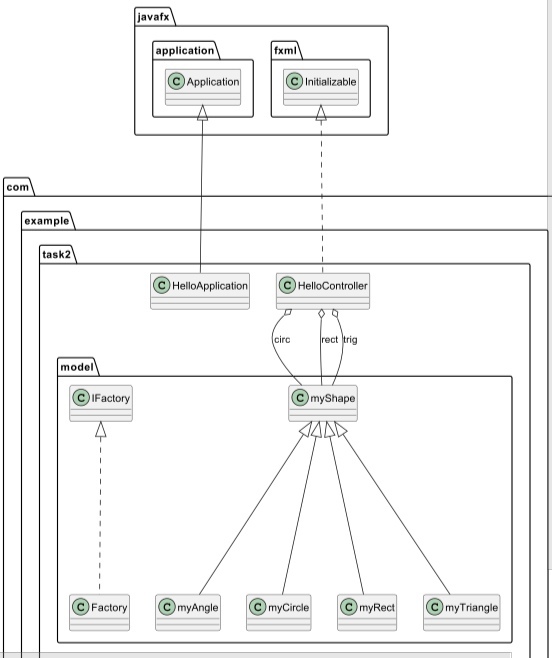 javafx
application
fxml
C Application
C Initializable
com
example
task2
C HelloApplication
C HelloController
circ
rect
trig
model
C IFactory
C myShape
C Factory
C myAngle
C myCircle
C myRect
C myTriangle